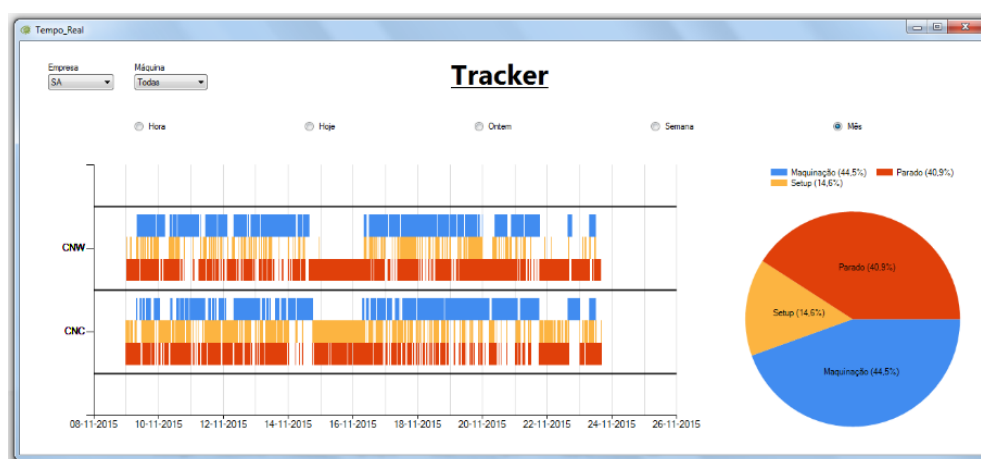 Tempo_Real
Empresa
Máquina
SA
Todas
Tracker
Hora
Hoje
Ontem
Semana
Mês
Maquinação (44,5%)
Parado (40,9%)
Setup (14,6%)
CNW
CNC
08-11-2015
10-11-2015
12-11-2015
14-11-2015
16-11-2015
18-11-2015
20-11-2015
22-11-2015
24-11-2015
26-11-2015
Parado (40,9%)
Setup (14,6%)
Maquinação (44,5%)